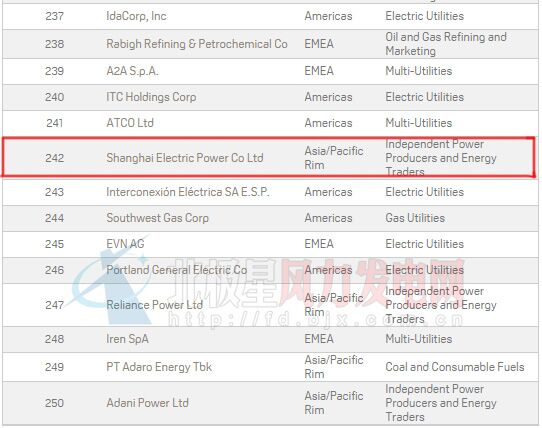 237 IdaCorp, Inc Americas Electric Utilities
238 Rabigh Refining & Petrochemical Co EMEA Oil and Gas Refining and
Marketing
239 A2A S.p.A. EMEA Multi-Utilities
240 ITC Holdings Corp Americas Electric Utilities
241 ATCO Ltd Americas Multi-Utilities
242 Shanghai Electric Power Co Ltd Asia/Pacific Rim Independent Power
Producers and Energy
Traders
243 Interconexión Eléctrica SA E.S.P. Americas Electric Utilities
244 Southwest Gas Corp Americas Gas Utilities
245 EVN AG EMEA Electric Utilities
246 Portland General Electric Co Americas Electric Utilities
北极星风力发电网
247 Reliance Power Ltd Asia/Pacific Rim Independent Power
Producers and Energy
Traders
http://fd.bjx.com.cn
248 Iren SpA EMEA Multi-Utilities
249 PT Adaro Energy Tbk Asia/Pacific Rim Coal and Consumable Fuels
250 Adani Power Ltd Asia/Pacific Rim Independent Power
Producers and Energy
Traders